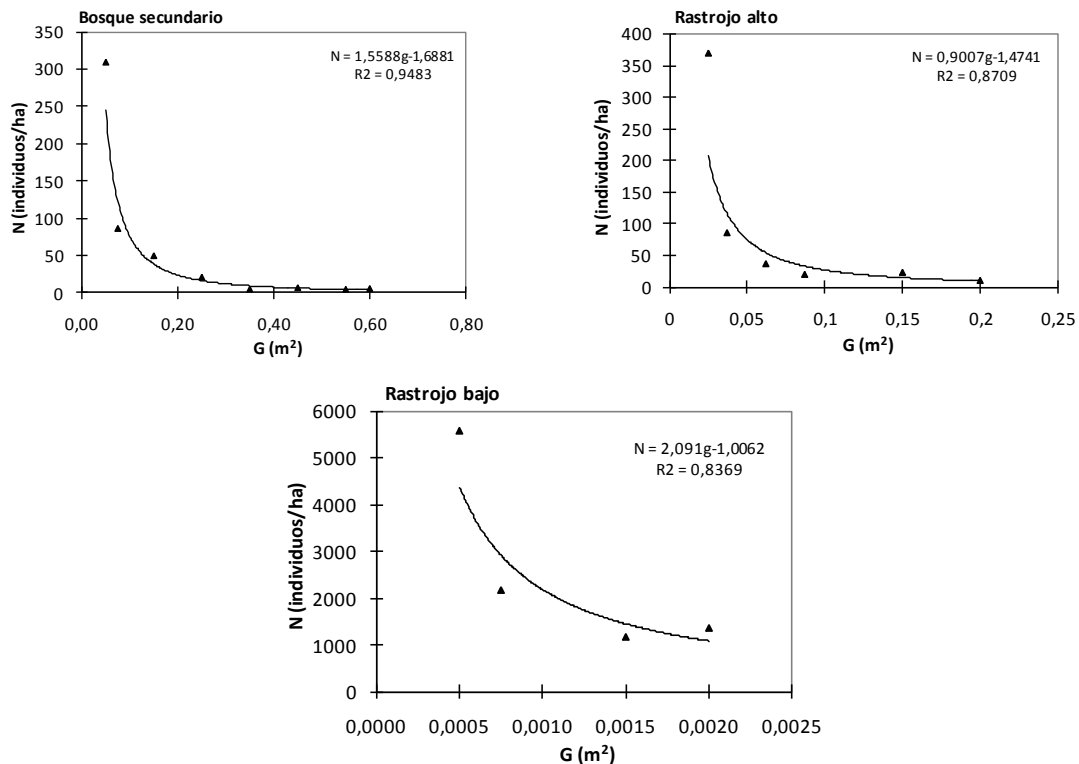 Bosque secundario
N = 1,5588g-1,6881
R2 = 0,9483
N (individuos/ha)
350
300
250
200
150
100
50
0
0,00 0,20 0,40 0,60 0,80
G (m²)
Rastrojo alto
N = 0,9007g-1,4741
R2 = 0,8709
N (individuos/ha)
400
350
300
250
200
150
100
50
0
0 0,05 0,1 0,15 0,2 0,25
G (m²)
Rastrojo bajo
N = 2,091g-1,0062
R2 = 0,8369
N (individuos/ha)
6000
5000
4000
3000
2000
1000
0
0,0000 0,0005 0,0010 0,0015 0,0020 0,0025
G (m²)